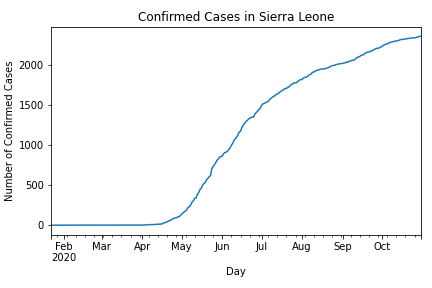 Confirmed Cases in Sierra Leone
Number of Confirmed Cases
2000
1500
1000
500
0
Feb Mar Apr May Jun Jul Aug Sep Oct
2020
Day